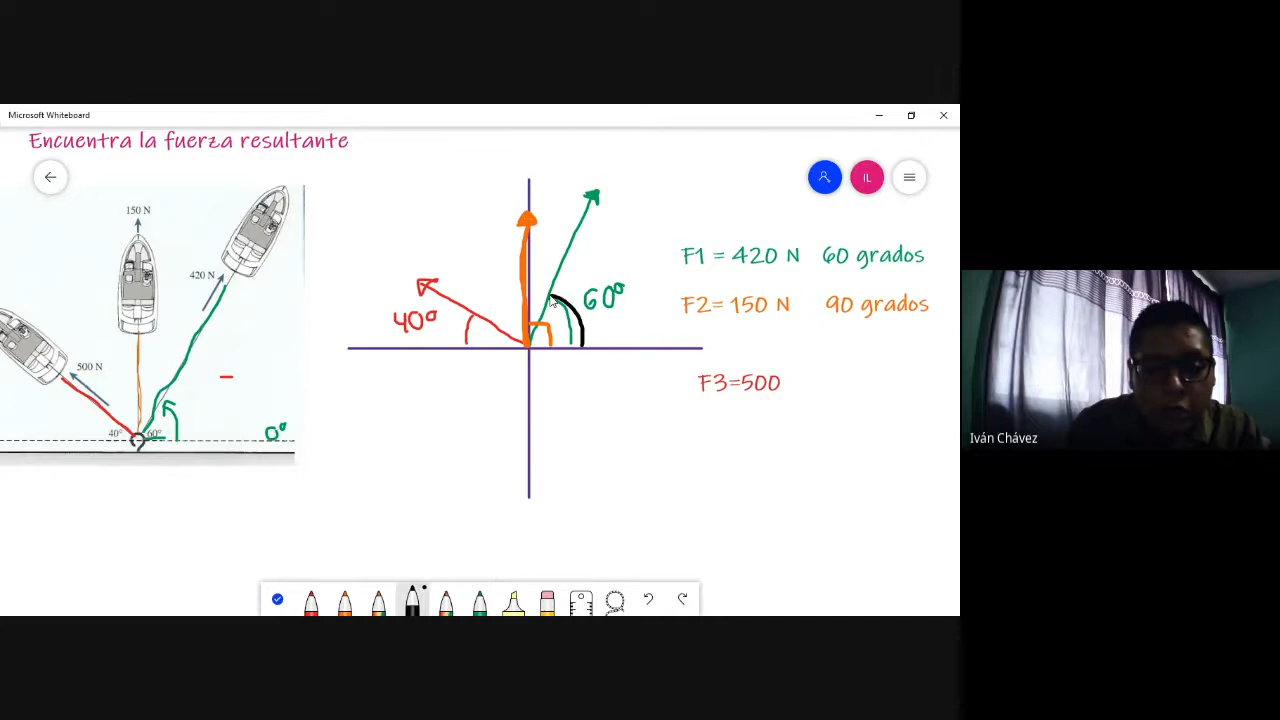 Microsoft Whiteboard
Encuentra la fuerza resultante
IL
150 N
420 N
500 N
40°
60°
0°
40°
60°
F1 = 420 N 60 grados
F2= 150 N 90 grados
F3=500
Iván Chávez